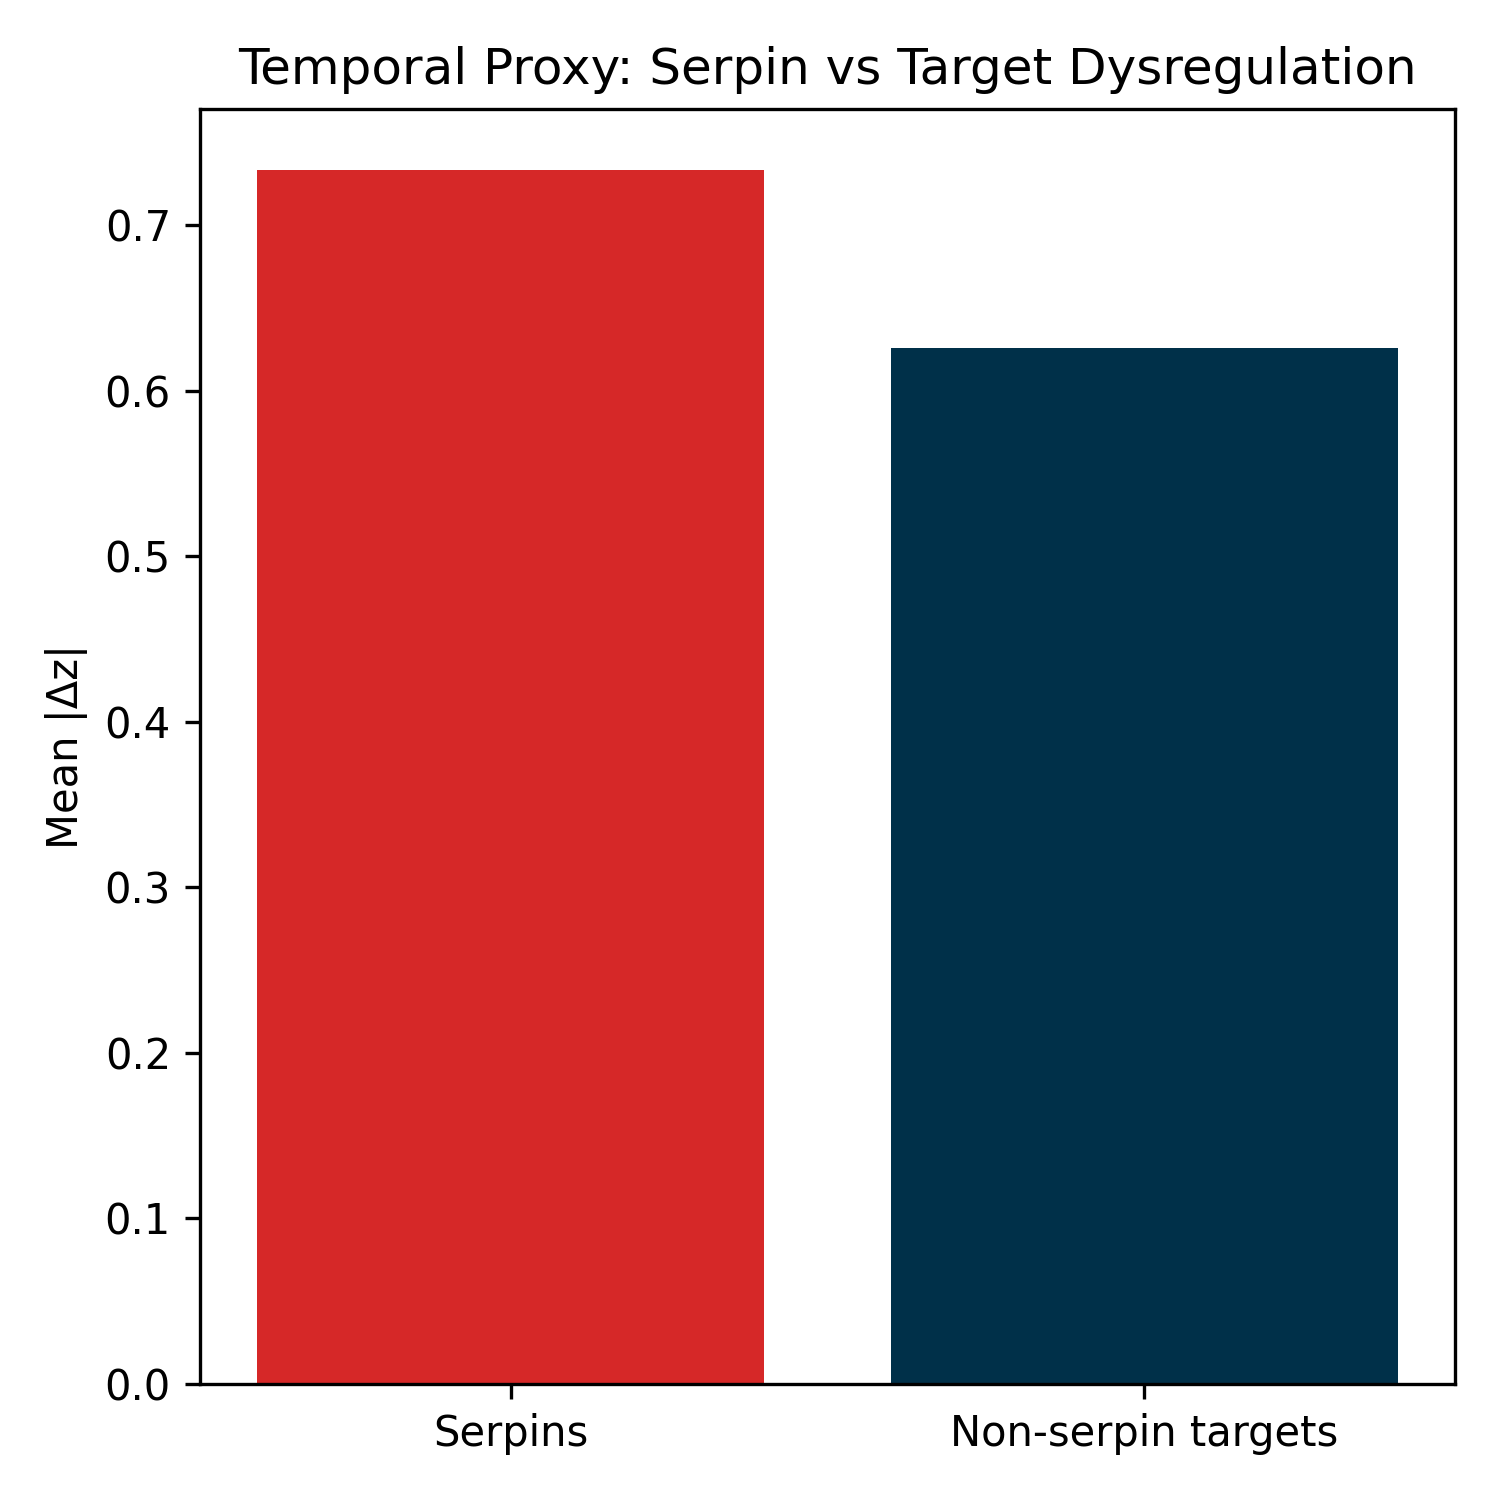 Temporal Proxy: Serpin vs Target Dysregulation
Mean |Δz|
0.7
0.6
0.5
0.4
0.3
0.2
0.1
0.0
Serpins
Non-serpin targets